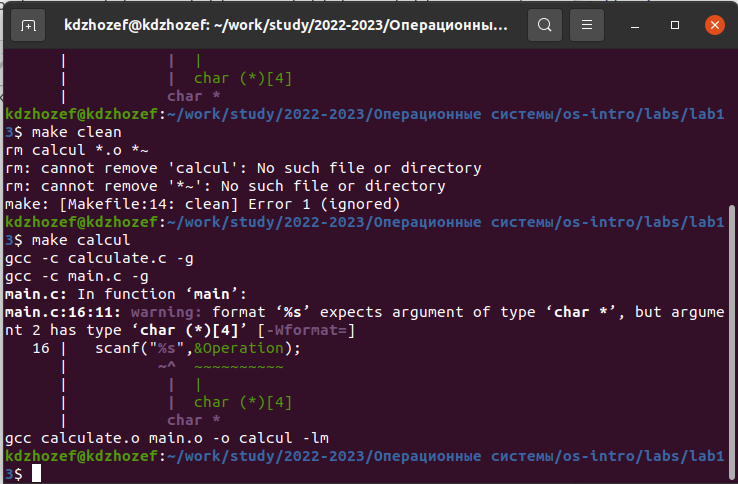 kdzhozef@kdzhozef: ~/work/study/2022-2023/Операционны...
| | |
| | char (*)[4]
| char *
kdzhozef@kdzhozef:~/work/study/2022-2023/Операционные системы/os-intro/labs/lab1
3$ make clean
rm calcul *.o *~
rm: cannot remove 'calcul': No such file or directory
rm: cannot remove '*~': No such file or directory
make: [Makefile:14: clean] Error 1 (ignored)
kdzhozef@kdzhozef:~/work/study/2022-2023/Операционные системы/os-intro/labs/lab1
3$ make calcul
gcc -c calculate.c -g
gcc -c main.c -g
main.c: In function ‘main’:
main.c:16:11: warning: format ‘%s’ expects argument of type ‘char *’, but argume
nt 2 has type ‘char (*)[4]’ [-Wformat=]
16 | scanf("%s",&Operation);
| ~^ ~~~~~~~~~~
| | |
| | char (*)[4]
| char *
gcc calculate.o main.o -o calcul -lm
kdzhozef@kdzhozef:~/work/study/2022-2023/Операционные системы/os-intro/labs/lab1
3$